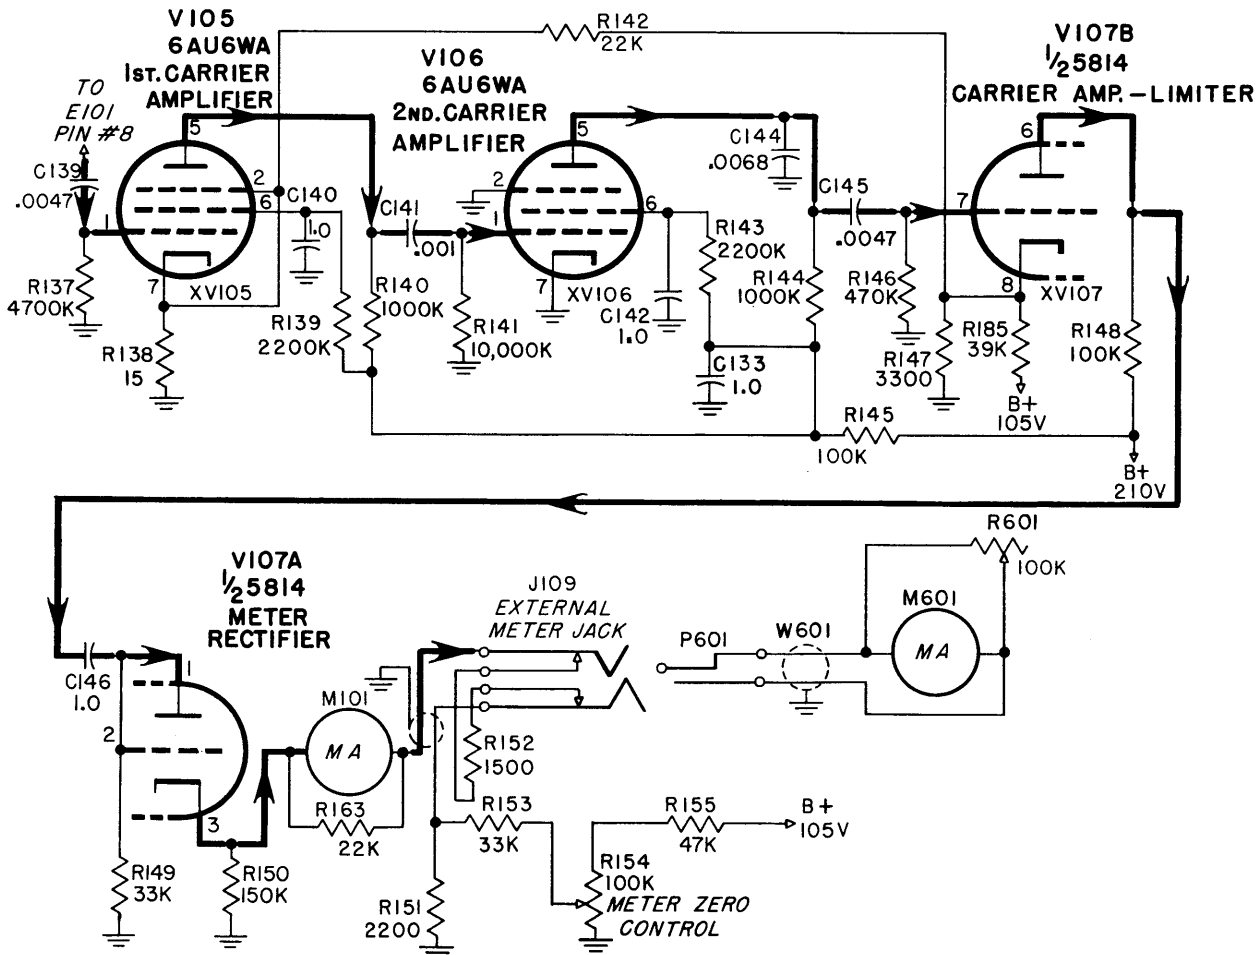 V105
6AU6WA
1ST. CARRIER
AMPLIFIER
TO
E101
PIN #8
C139
.0047
1
5
2
6
7
C140
1.0
XV105
R137
4700K
R138
15
R139
2200K
R140
1000K
R142
22K
V106
6AU6WA
2ND. CARRIER
AMPLIFIER
C141
.001
5
2
1
6
7
XV106
R141
10,000K
C142
1.0
R143
2200K
C133
1.0
C144
.0068
R144
1000K
C145
.0047
R146
470K
V107B
1/2 5814
CARRIER AMP.-LIMITER
6
7
8
XV107
R147
3300
R185
39K
B+
105V
R148
100K
R145
100K
B+
210V
V107A
1/2 5814
METER
RECTIFIER
C146
1.0
1
2
3
R149
33K
R150
150K
M101
MA
R163
22K
J109
EXTERNAL
METER JACK
R152
1500
R153
33K
R151
2200
R155
47K
B+
105V
R154
100K
METER ZERO
CONTROL
P601
W601
M601
MA
R601
100K